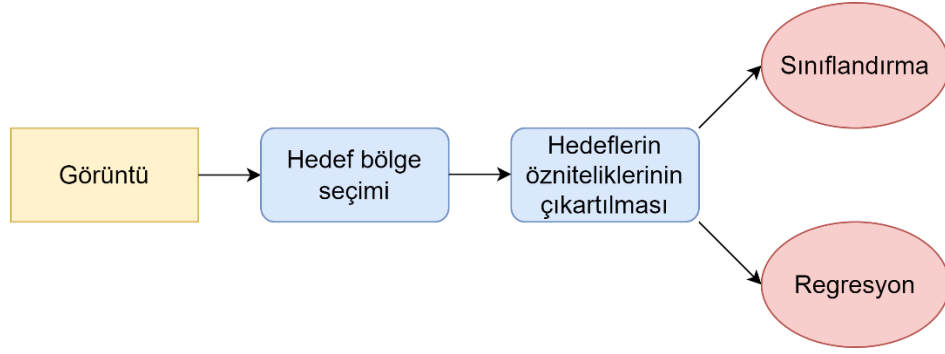 Görüntü
Hedef bölge
seçimi
Hedeflerin
özniteliklerinin
çıkartılması
Sınıflandırma
Regresyon